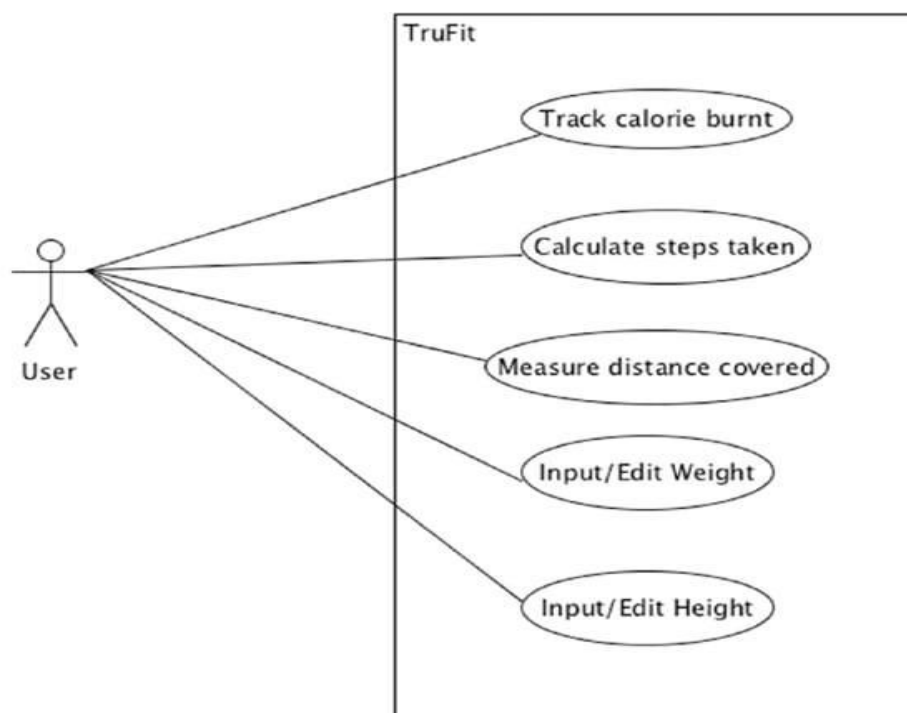 TruFit
Track calorie burnt
Calculate steps taken
User
Measure distance covered
Input/Edit Weight
Input/Edit Height